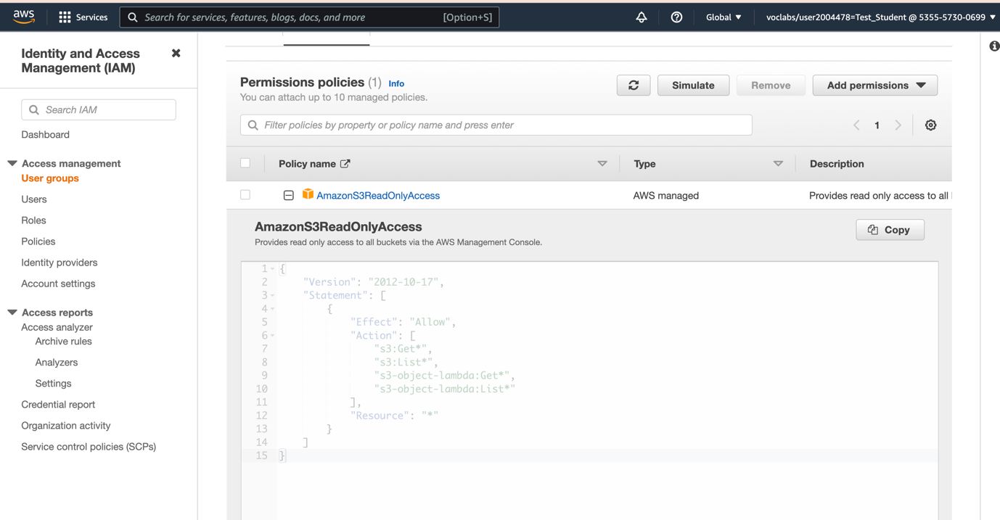 aws
Services
Search for services, features, blogs, docs, and more
[Option+S]
Global
voclabs/user2004478=Test_Student @ 5355-5730-0699
Identity and Access
Management (IAM)
Search IAM
Dashboard
Access management
User groups
Users
Roles
Policies
Identity providers
Account settings
Access reports
Access analyzer
Archive rules
Analyzers
Settings
Credential report
Organization activity
Service control policies (SCPs)
Permissions policies (1) Info
You can attach up to 10 managed policies.
Simulate
Remove
Add permissions
Filter policies by property or policy name and press enter
1
Policy name
Type
Description
AmazonS3ReadOnlyAccess
AWS managed
Provides read only access to all
AmazonS3ReadOnlyAccess
Provides read only access to all buckets via the AWS Management Console.
Copy
1 {
2 "Version": "2012-10-17",
3 "Statement": [
4 {
5 "Effect": "Allow",
6 "Action": [
7 "s3:Get*",
8 "s3:List*",
9 "s3-object-lambda:Get*",
10 "s3-object-lambda:List*"
11 ],
12 "Resource": "*"
13 }
14 ]
15 }